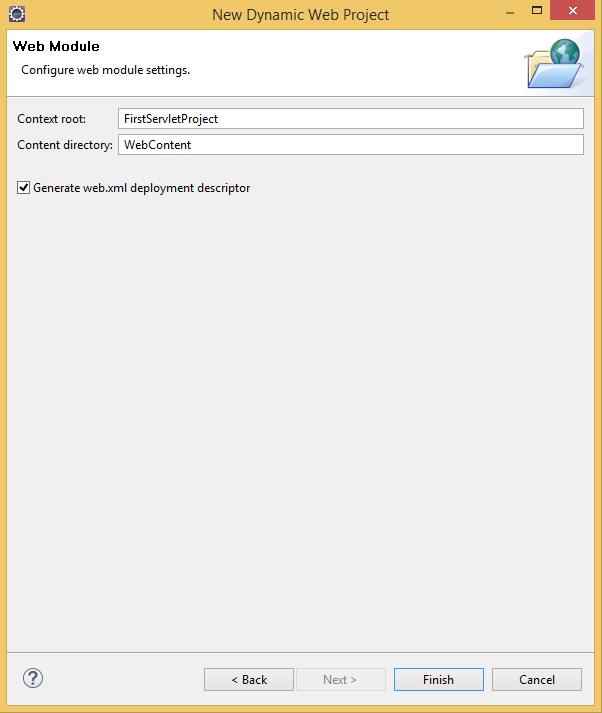 New Dynamic Web Project
Web Module
Configure web module settings.
Context root: FirstServletProject
Content directory: WebContent
Generate web.xml deployment descriptor
? < Back Next > Finish Cancel